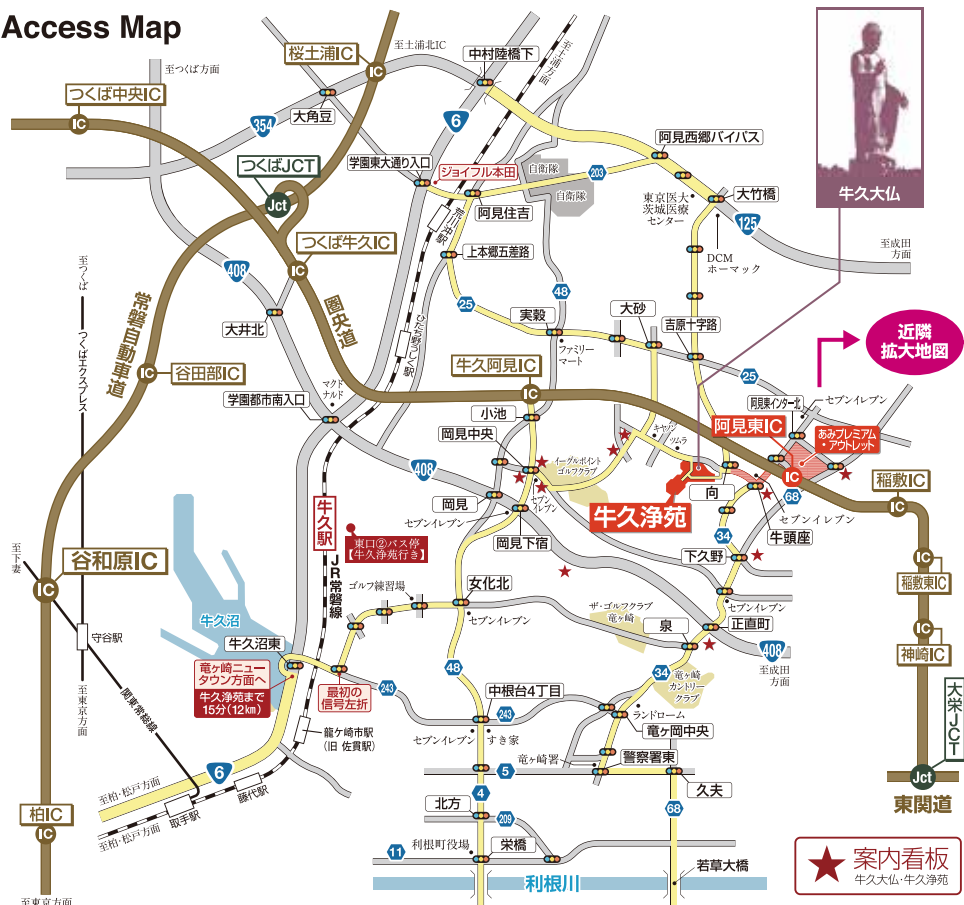 Access Map
至土浦北IC
中村陸橋下
至土浦方面
桜土浦IC
IC
至つくば方面
つくば中央IC
IC
354
大角豆
6
阿見西郷バイパス
つくばJCT
Jct
学園東大通り入口
ジョイフル本田
自衛隊
自衛隊
203
阿見住吉
荒川沖駅
東京医大
茨城医療
センター
大竹橋
125
牛久大仏
つくば牛久IC
IC
上本郷五差路
DCM
ホーマック
至成田
方面
至つくば
408
48
25
大井北
圏央道
ひたち野うしく駅
実穀
大砂
吉原十字路
ファミリー
マート
近隣
拡大地図
常磐自動車道
つくばエクスプレス
谷田部IC
IC
牛久阿見IC
IC
25
マクド
ナルド
学園都市南入口
小池
セブンイレブン
阿見東インター北
阿見東IC
IC
あみプレミアム
・アウトレット
岡見中央
キヤノン
ツムラ
イーグルポイント
ゴルフクラブ
408
セブン
イレブン
岡見
向
68
稲敷IC
IC
牛久浄苑
セブンイレブン
牛久駅
東口②バス停
【牛久浄苑行き】
セブンイレブン
岡見下宿
34
牛頭座
至下妻
谷和原IC
IC
JR常磐線
下久野
IC
稲敷東IC
ゴルフ練習場
女化北
セブンイレブン
セブンイレブン
ザ・ゴルフクラブ
竜ヶ崎
正直町
牛久沼
守谷駅
牛久沼東
泉
408
至成田
方面
IC
神崎IC
竜ヶ崎ニュー
タウン方面へ
牛久浄苑まで
15分(12km)
最初の
信号左折
243
48
34
竜ヶ崎
カントリー
クラブ
至東京方面
関東常総線
中根台4丁目
243
ランドローム
竜ヶ岡中央
大栄JCT
龍ケ崎市駅
(旧 佐貫駅)
セブンイレブン
すき家
竜ヶ崎署
警察署東
6
5
久夫
Jct
東関道
至柏・松戸方面
藤代駅
取手駅
至柏・松戸方面
柏IC
IC
4
北方
209
68
利根町役場
11
栄橋
若草大橋
案内看板
牛久大仏・牛久浄苑
利根川
至東京方面